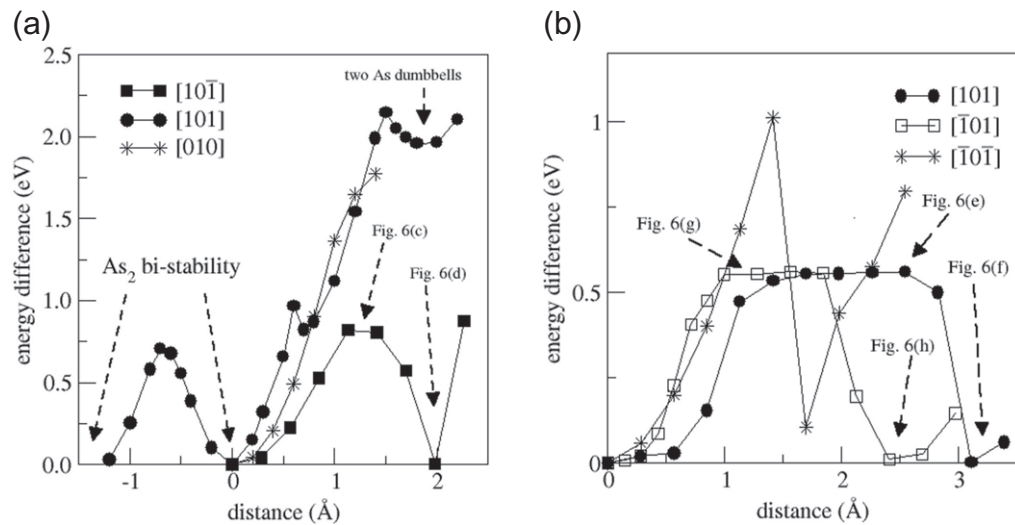 (a)
2.5
2.0
1.5
1.0
0.5
0.0
energy difference (eV)
[101̅]
[101]
[010]
two As dumbbells
As₂ bi-stability
Fig. 6(c)
Fig. 6(d)
-1
0
1
2
distance (Å)
(b)
1
0.5
0
energy difference (eV)
[101]
[1̅01]
[1̅01̅]
Fig. 6(g)
Fig. 6(e)
Fig. 6(f)
Fig. 6(h)
0
1
2
3
distance (Å)